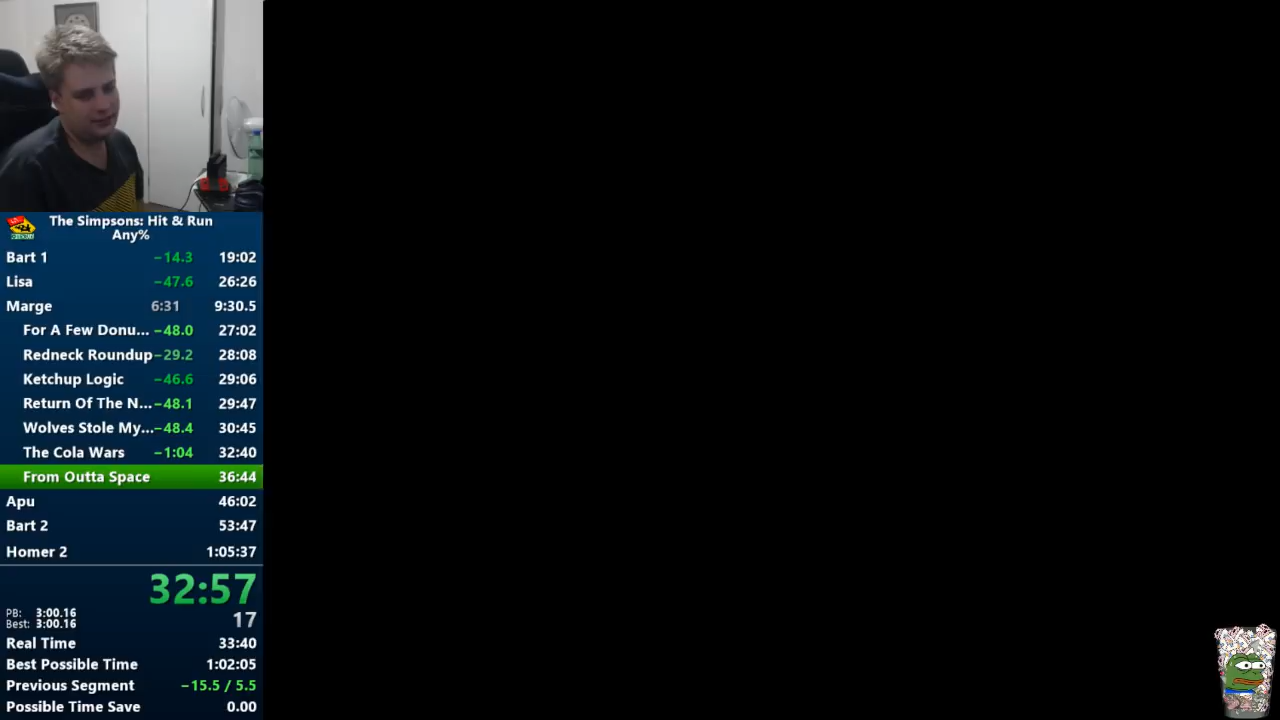 The Simpsons: Hit & Run
Any%
Bart 1 −14.3 19:02
Lisa −47.6 26:26
Marge 6:31 9:30.5
For A Few Donu... −48.0 27:02
Redneck Roundup −29.2 28:08
Ketchup Logic −46.6 29:06
Return Of The N... −48.1 29:47
Wolves Stole My... −48.4 30:45
The Cola Wars −1:04 32:40
From Outta Space 36:44
Apu 46:02
Bart 2 53:47
Homer 2 1:05:37
32:57
PB: 3:00.16
Best: 3:00.16
17
Real Time 33:40
Best Possible Time 1:02:05
Previous Segment −15.5 / 5.5
Possible Time Save 0.00